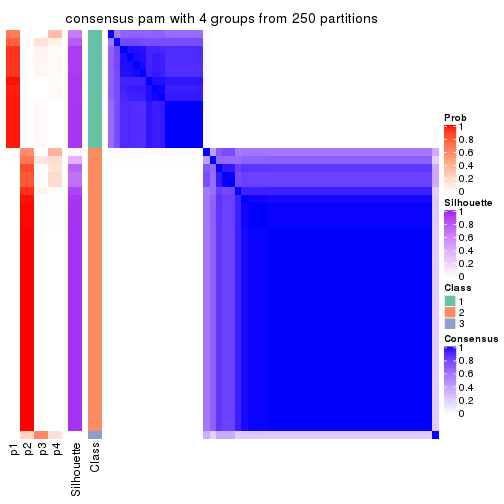 consensus pam with 4 groups from 250 partitions
Prob
1
0.8
0.6
0.4
0.2
0
Silhouette
1
0.8
0.6
0.4
0.2
0
Class
1
2
3
Consensus
1
0.8
0.6
0.4
0.2
0
p1
p2
p3
p4
Silhouette
Class